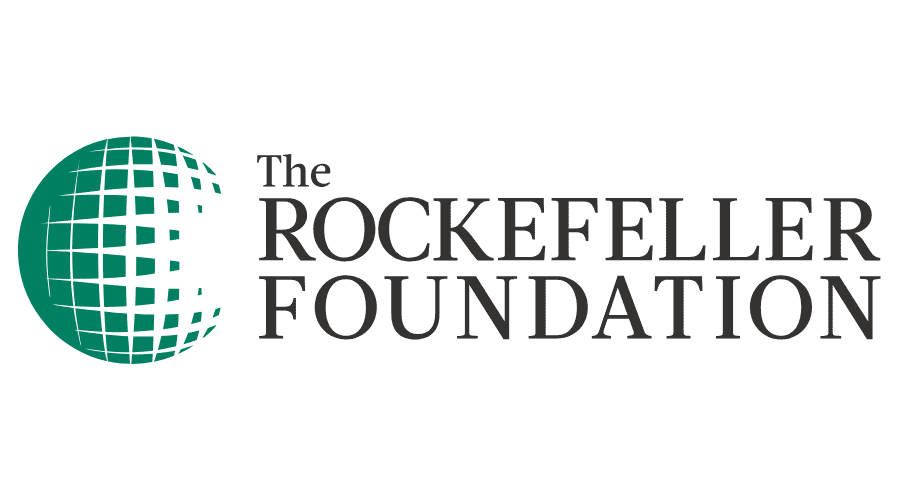 The
ROCKEFELLER
FOUNDATION